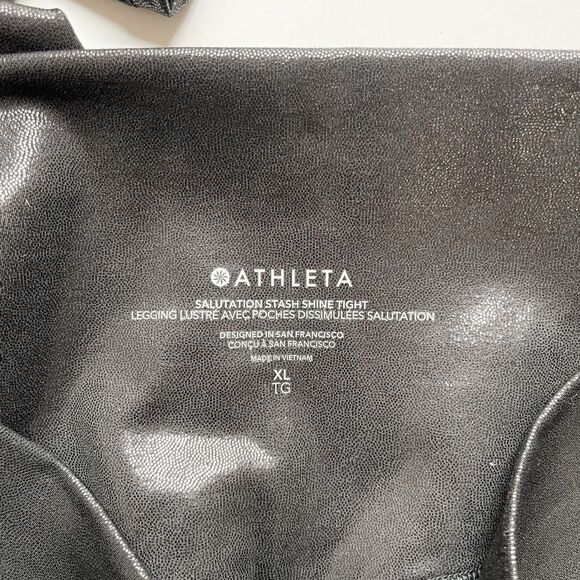 ATHLETA
SALUTATION STASH SHINE TIGHT
LEGGING LUSTRÉ AVEC POCHES DISSIMULÉES SALUTATION
DESIGNED IN SAN FRANCISCO
CONÇU À SAN FRANCISCO
MADE IN VIETNAM
XL
TG